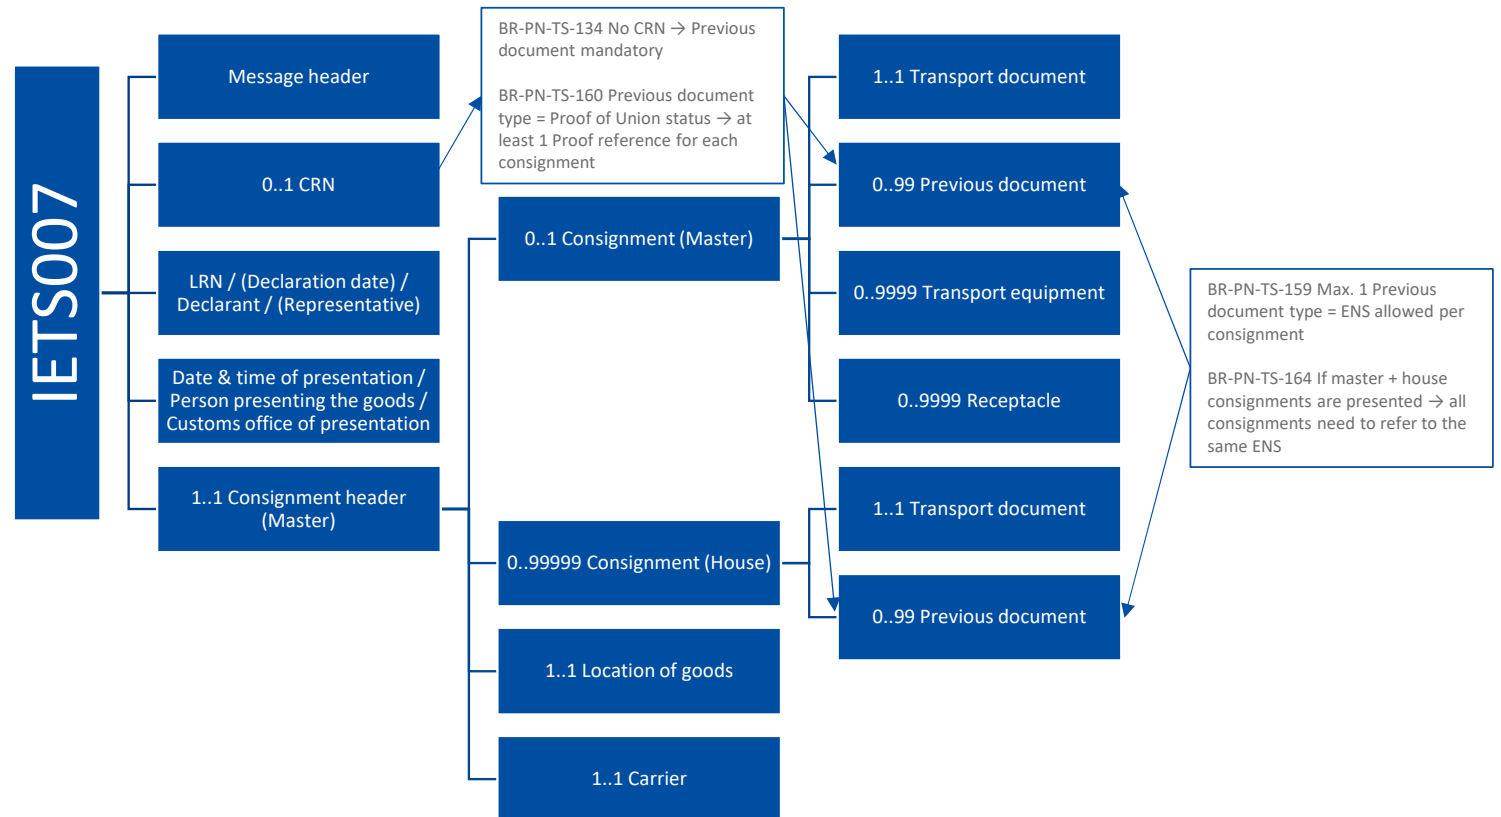 IETS007
Message header
0..1 CRN
LRN / (Declaration date) /
Declarant / (Representative)
Date & time of presentation /
Person presenting the goods /
Customs office of presentation
1..1 Consignment header
(Master)
BR-PN-TS-134 No CRN → Previous
document mandatory
BR-PN-TS-160 Previous document
type = Proof of Union status → at
least 1 Proof reference for each
consignment
0..1 Consignment (Master)
0..99999 Consignment (House)
1..1 Location of goods
1..1 Carrier
1..1 Transport document
0..99 Previous document
0..9999 Transport equipment
0..9999 Receptacle
1..1 Transport document
0..99 Previous document
BR-PN-TS-159 Max. 1 Previous
document type = ENS allowed per
consignment
BR-PN-TS-164 If master + house
consignments are presented → all
consignments need to refer to the
same ENS